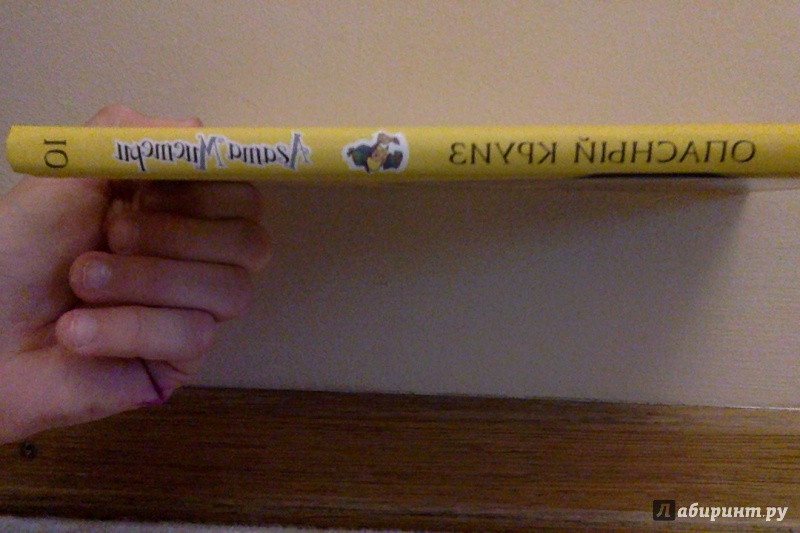 ОПАСНЫЙ КРУИЗ
Агата Мистери
10
Лабиринт.ру